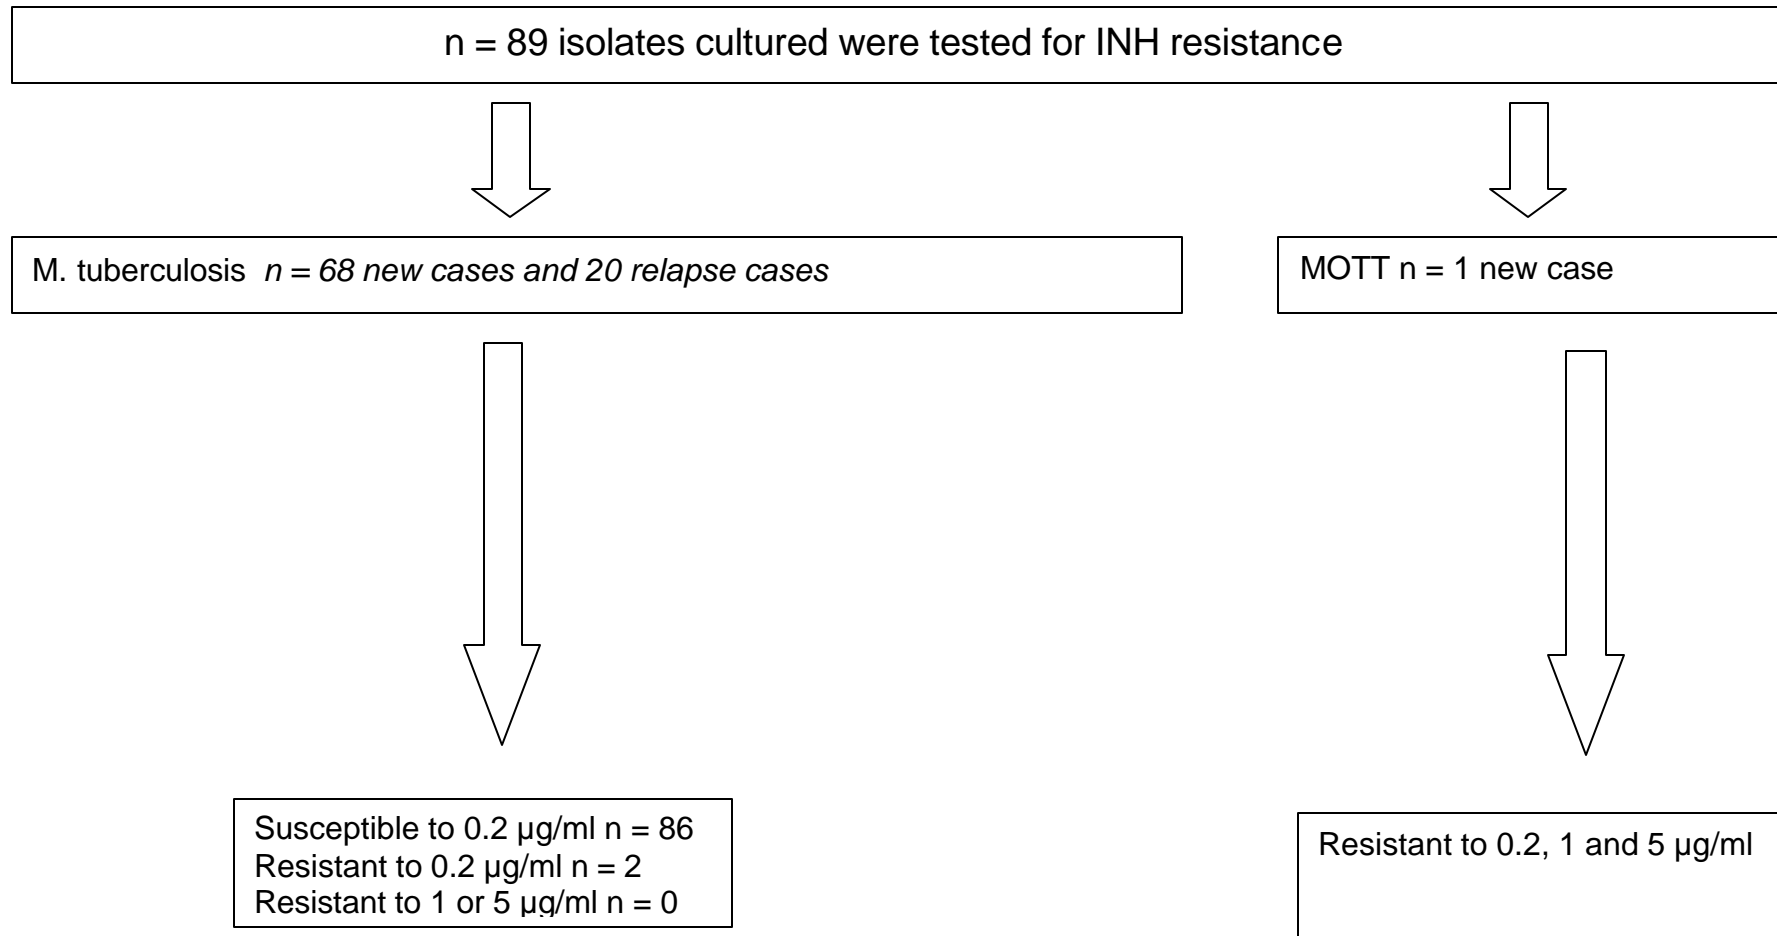 n = 89 isolates cultured were tested for INH resistance
M. tuberculosis n = 68 new cases and 20 relapse cases
MOTT n = 1 new case
Susceptible to 0.2 µg/ml n = 86
Resistant to 0.2 µg/ml n = 2
Resistant to 1 or 5 µg/ml n = 0
Resistant to 0.2, 1 and 5 µg/ml